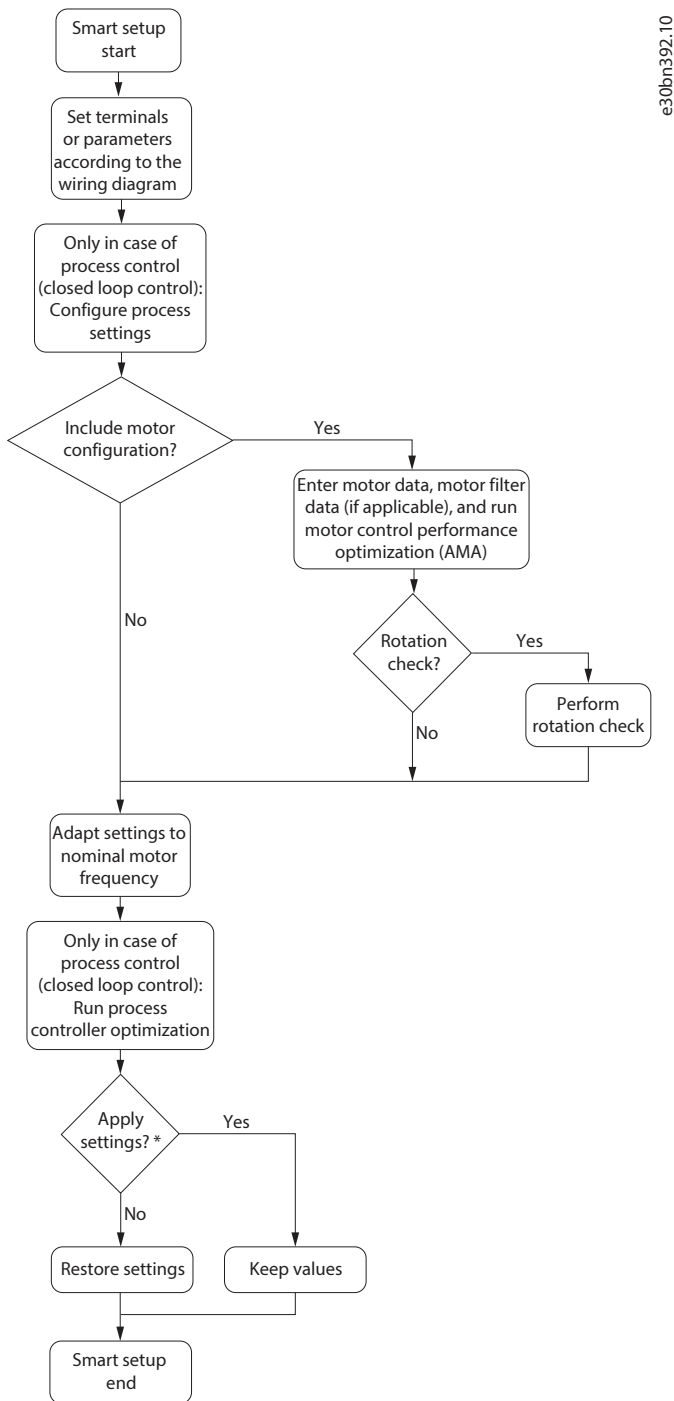 e30bn392.10
Smart setup
start
Set terminals
or parameters
according to the
wiring diagram
Only in case of
process control
(closed loop control):
Configure process
settings
Include motor
configuration?
Yes
Enter motor data, motor filter
data (if applicable), and run
motor control performance
optimization (AMA)
No
Rotation
check?
Yes
Perform
rotation check
No
Adapt settings to
nominal motor
frequency
Only in case of
process control
(closed loop control):
Run process
controller optimization
Apply
settings? *
Yes
No
Restore settings
Keep values
Smart setup
end